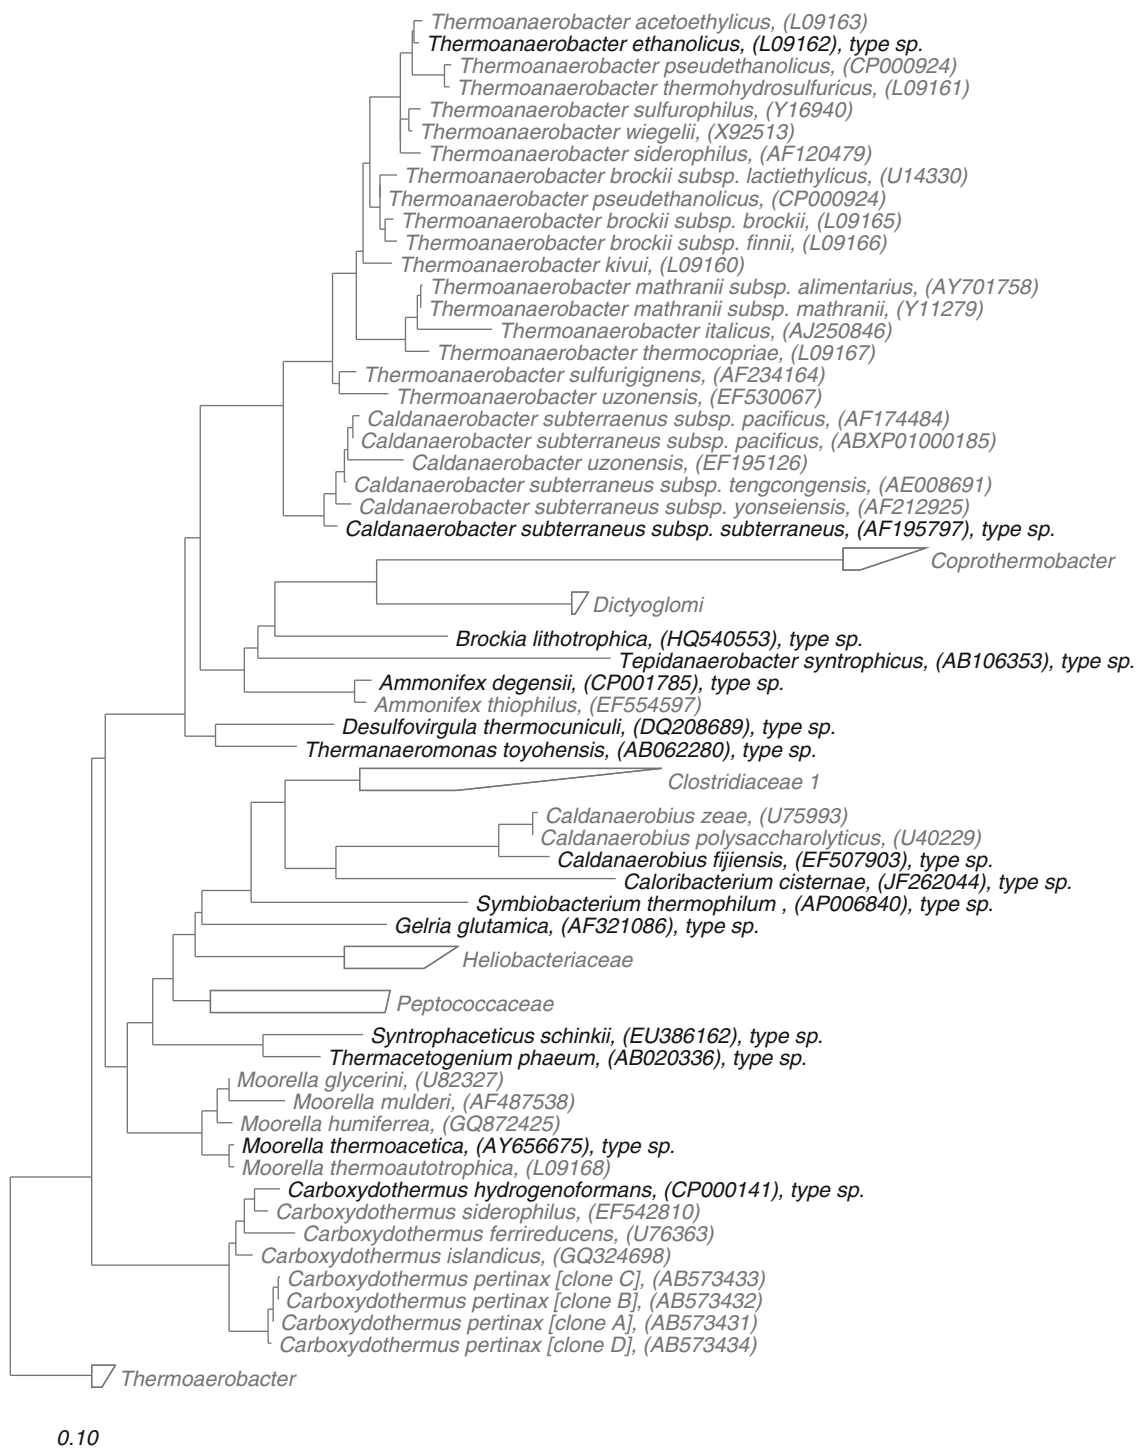 Thermoanaerobacter acetoethylicus, (L09163)
Thermoanaerobacter ethanolicus, (L09162), type sp.
Thermoanaerobacter pseudethanolicus, (CP000924)
Thermoanaerobacter thermohydrosulfuricus, (L09161)
Thermoanaerobacter sulfurophilus, (Y16940)
Thermoanaerobacter wiegelii, (X92513)
Thermoanaerobacter siderophilus, (AF120479)
Thermoanaerobacter brockii subsp. lactiethylicus, (U14330)
Thermoanaerobacter pseudethanolicus, (CP000924)
Thermoanaerobacter brockii subsp. brockii, (L09165)
Thermoanaerobacter brockii subsp. finnii, (L09166)
Thermoanaerobacter kivui, (L09160)
Thermoanaerobacter mathranii subsp. alimentarius, (AY701758)
Thermoanaerobacter mathranii subsp. mathranii, (Y11279)
Thermoanaerobacter italicus, (AJ250846)
Thermoanaerobacter thermocopriae, (L09167)
Thermoanaerobacter sulfurigignens, (AF234164)
Thermoanaerobacter uzonensis, (EF530067)
Caldanaerobacter subterraenus subsp. pacificus, (AF174484)
Caldanaerobacter subterraneus subsp. pacificus, (ABXP01000185)
Caldanaerobacter uzonensis, (EF195126)
Caldanaerobacter subterraneus subsp. tengcongensis, (AE008691)
Caldanaerobacter subterraneus subsp. yonseiensis, (AF212925)
Caldanaerobacter subterraneus subsp. subterraneus, (AF195797), type sp.
Coprothermobacter
Dictyoglomi
Brockia lithotrophica, (HQ540553), type sp.
Tepidanaerobacter syntrophicus, (AB106353), type sp.
Ammonifex degensii, (CP001785), type sp.
Ammonifex thiophilus, (EF554597)
Desulfovirgula thermocuniculi, (DQ208689), type sp.
Thermanaeromonas toyohensis, (AB062280), type sp.
Clostridiaceae 1
Caldanaerobius zeae, (U75993)
Caldanaerobius polysaccharolyticus, (U40229)
Caldanaerobius fijiensis, (EF507903), type sp.
Caloribacterium cisternae, (JF262044), type sp.
Symbiobacterium thermophilum , (AP006840), type sp.
Gelria glutamica, (AF321086), type sp.
Heliobacteriaceae
Peptococcaceae
Syntrophaceticus schinkii, (EU386162), type sp.
Thermacetogenium phaeum, (AB020336), type sp.
Moorella glycerini, (U82327)
Moorella mulderi, (AF487538)
Moorella humiferrea, (GQ872425)
Moorella thermoacetica, (AY656675), type sp.
Moorella thermoautotrophica, (L09168)
Carboxydothermus hydrogenoformans, (CP000141), type sp.
Carboxydothermus siderophilus, (EF542810)
Carboxydothermus ferrireducens, (U76363)
Carboxydothermus islandicus, (GQ324698)
Carboxydothermus pertinax [clone C], (AB573433)
Carboxydothermus pertinax [clone B], (AB573432)
Carboxydothermus pertinax [clone A], (AB573431)
Carboxydothermus pertinax [clone D], (AB573434)
Thermoaerobacter
0.10